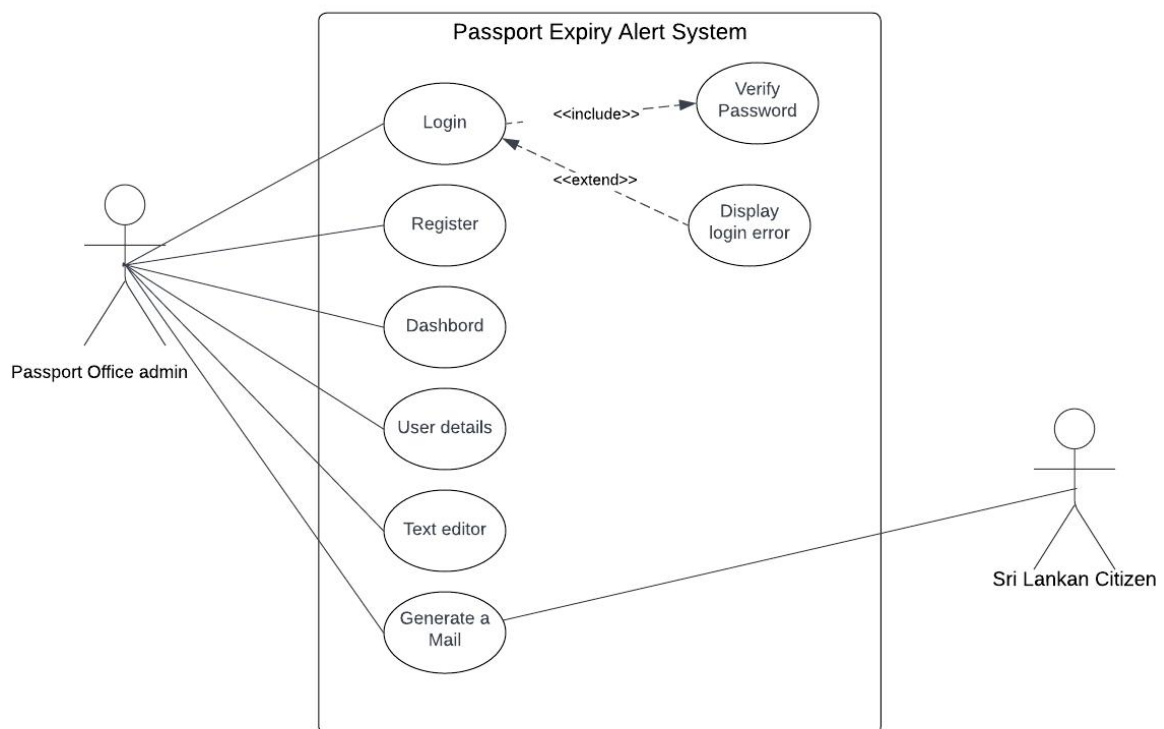 Passport Expiry Alert System
Verify
Password
Login
<<include>>
<<extend>>
Register
Display
login error
Dashbord
Passport Office admin
User details
Text editor
Sri Lankan Citizen
Generate a
Mail